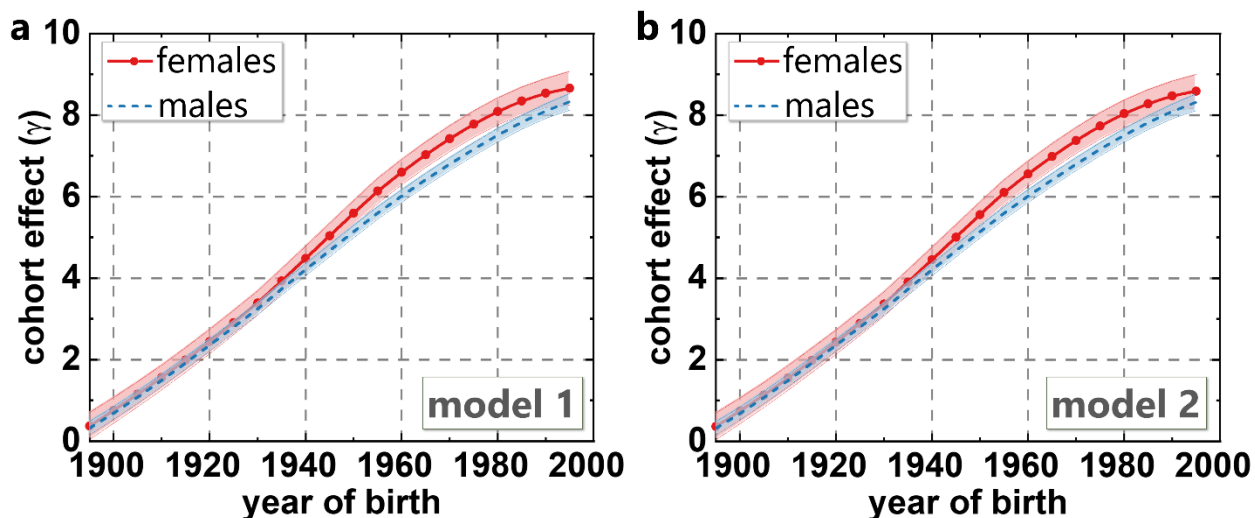 a
10
8
6
4
2
0
cohort effect (γ)
females
males
model 1
1900 1920 1940 1960 1980 2000
year of birth
b
10
8
6
4
2
0
cohort effect (γ)
females
males
model 2
1900 1920 1940 1960 1980 2000
year of birth